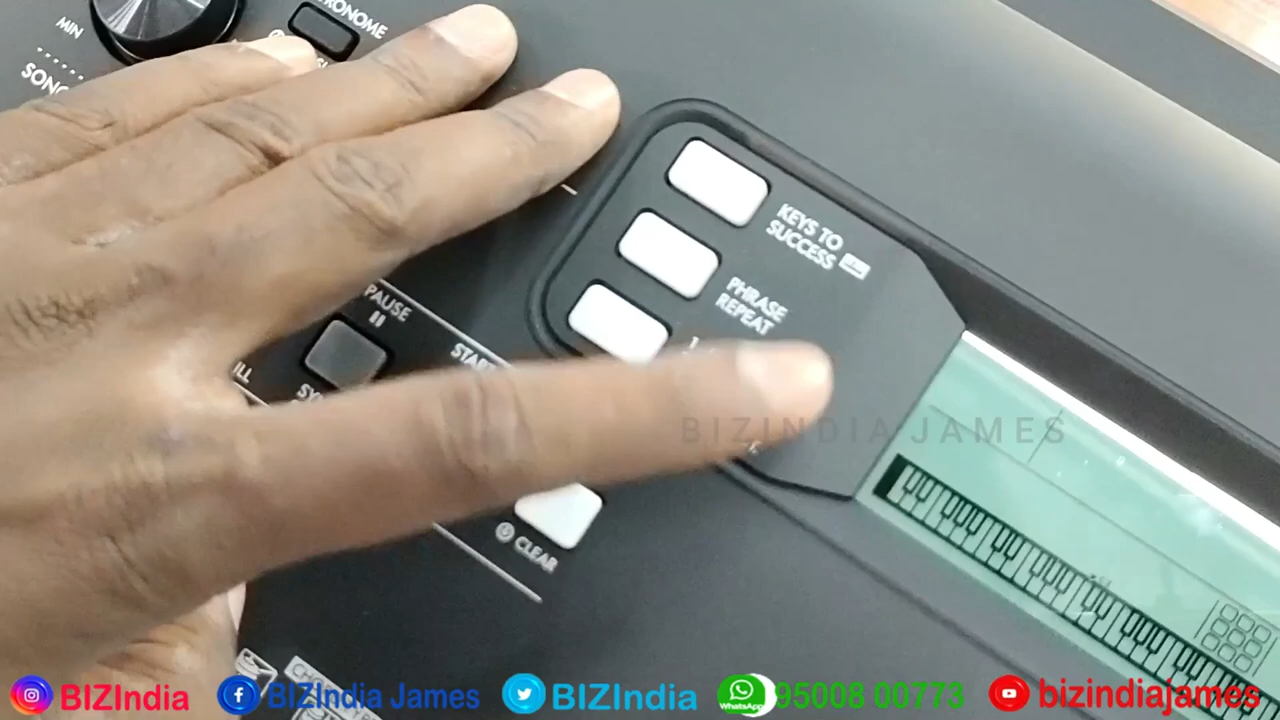 MIN
SONG
KEYS TO
SUCCESS
PHRASE
REPEAT
PAUSE
START
CLEAR
BIZINDIA JAMES
BIZIndia
BIZIndia James
BIZIndia
WhatsApp
95008 00773
bizindiajames